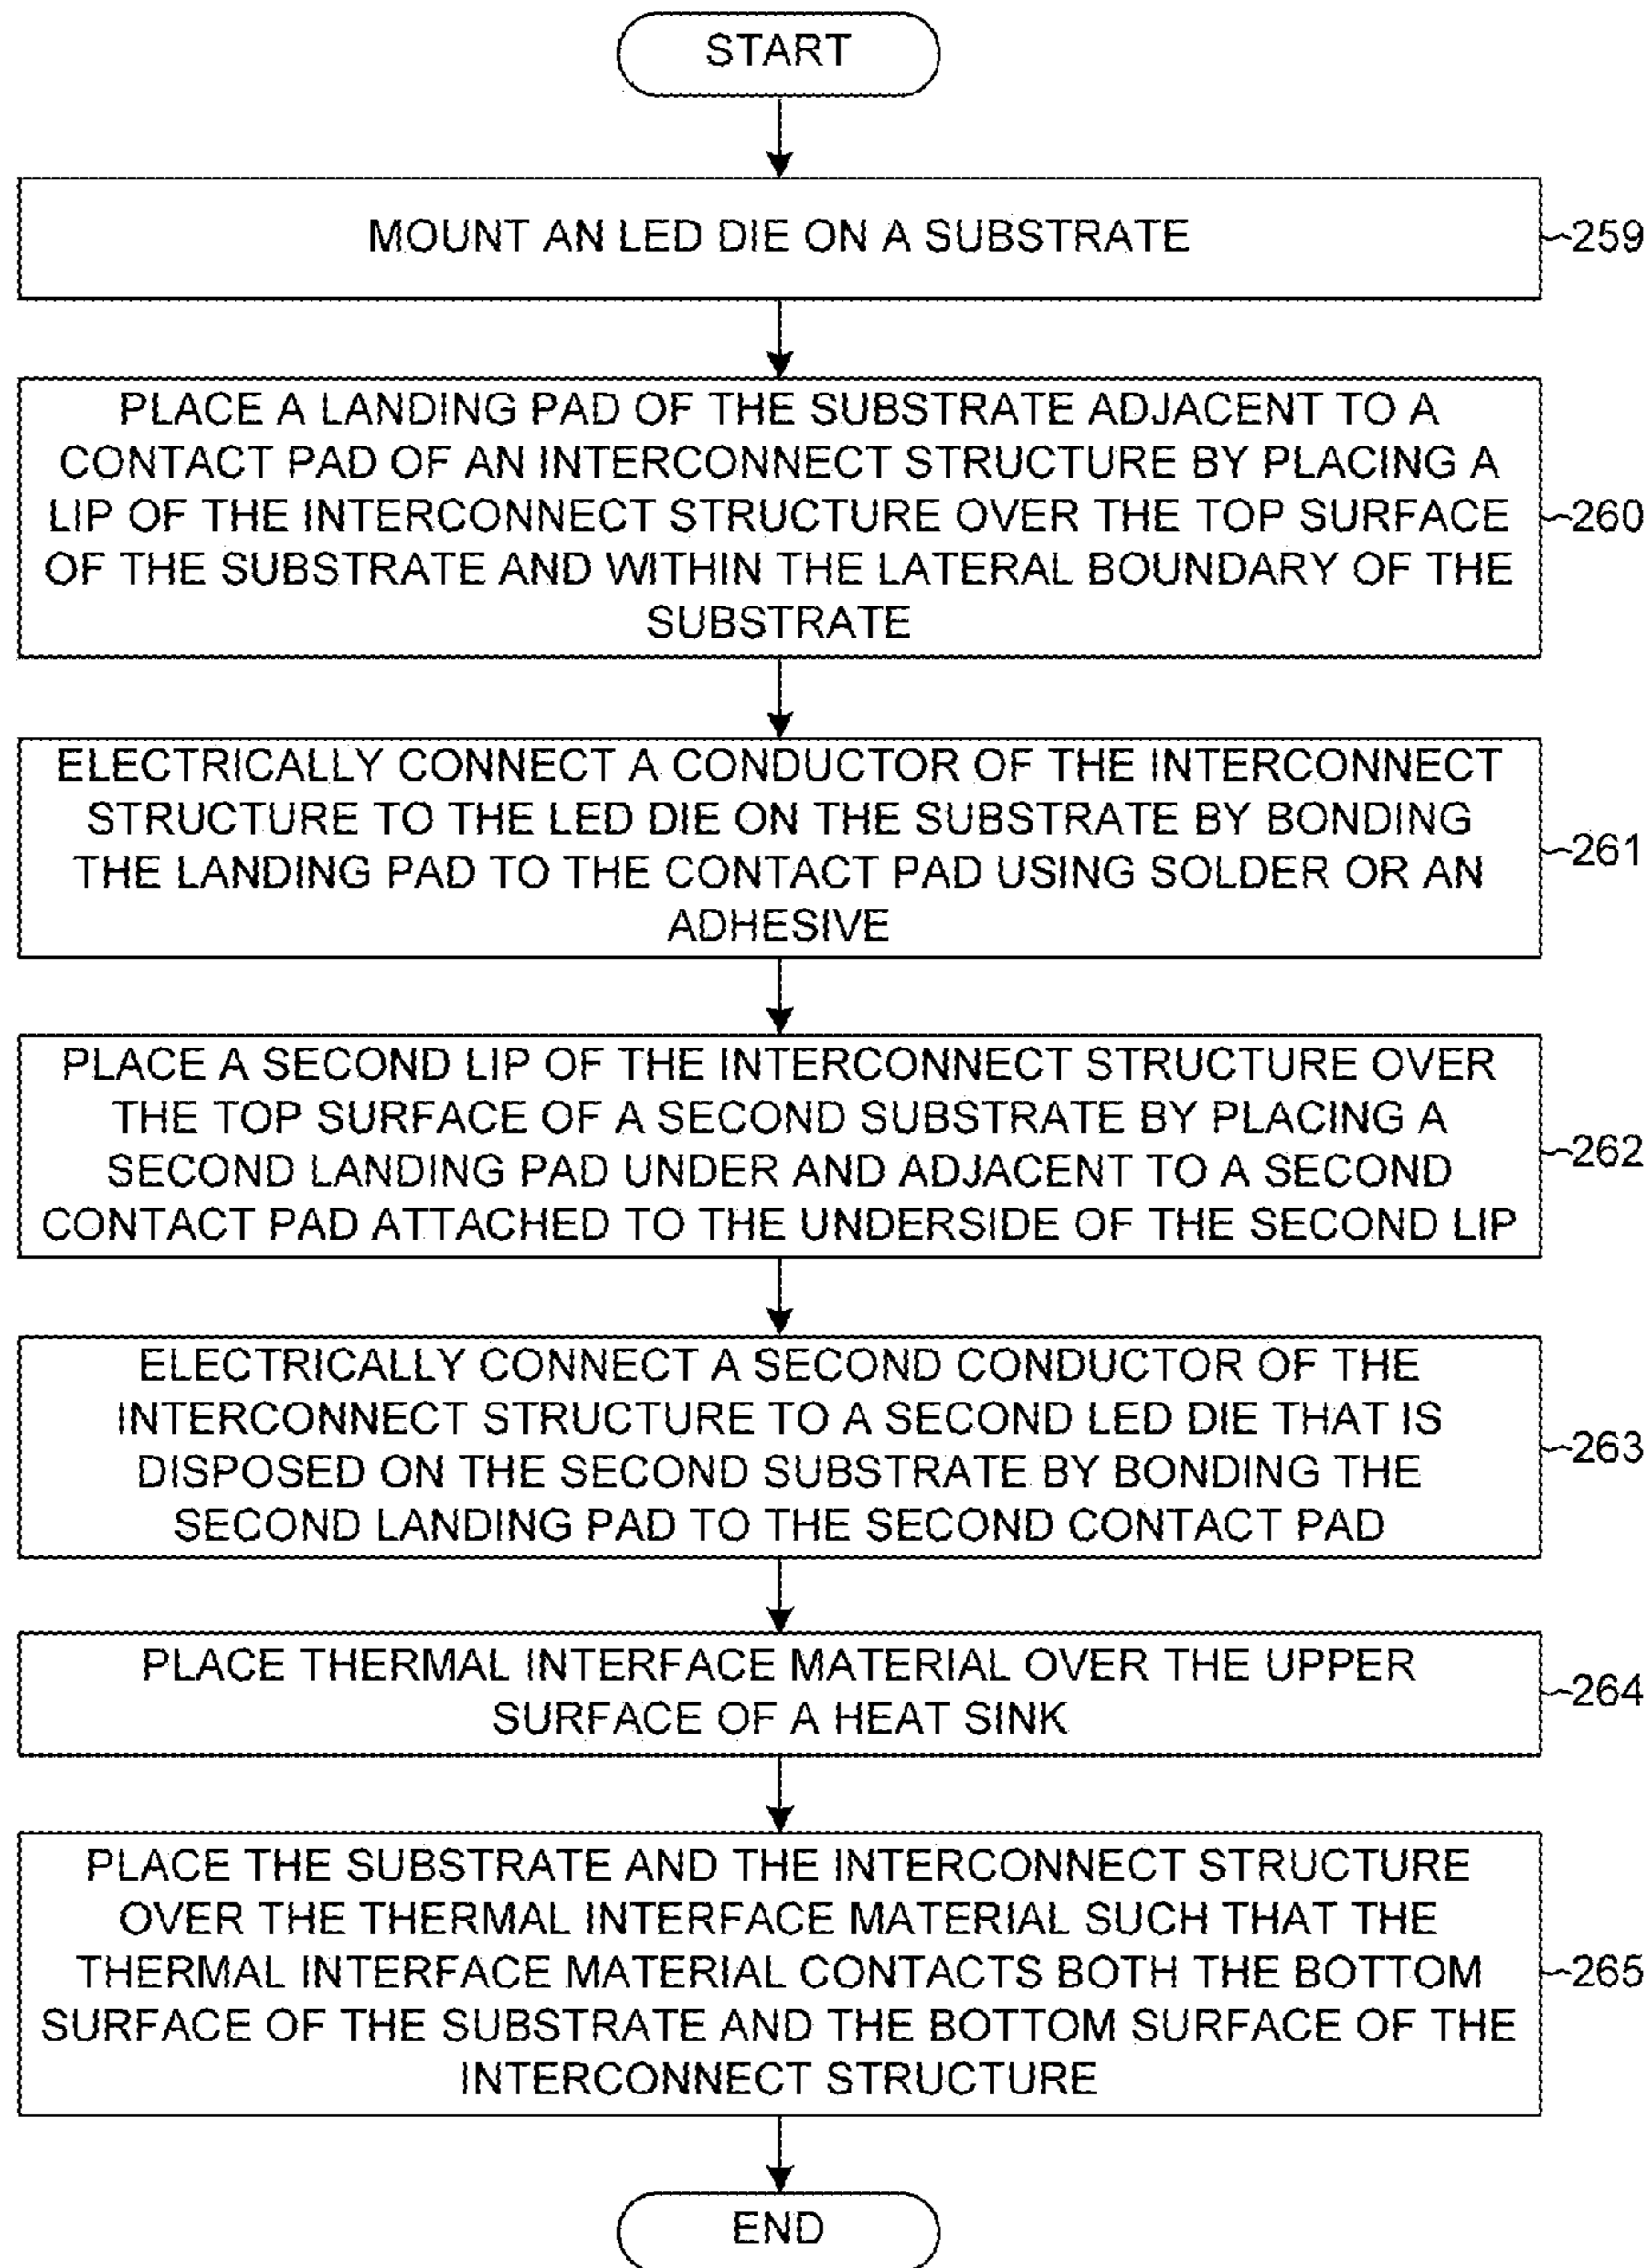 START
MOUNT AN LED DIE ON A SUBSTRATE
259
PLACE A LANDING PAD OF THE SUBSTRATE ADJACENT TO A
CONTACT PAD OF AN INTERCONNECT STRUCTURE BY PLACING A
LIP OF THE INTERCONNECT STRUCTURE OVER THE TOP SURFACE
OF THE SUBSTRATE AND WITHIN THE LATERAL BOUNDARY OF THE
SUBSTRATE
260
ELECTRICALLY CONNECT A CONDUCTOR OF THE INTERCONNECT
STRUCTURE TO THE LED DIE ON THE SUBSTRATE BY BONDING
THE LANDING PAD TO THE CONTACT PAD USING SOLDER OR AN
ADHESIVE
261
PLACE A SECOND LIP OF THE INTERCONNECT STRUCTURE OVER
THE TOP SURFACE OF A SECOND SUBSTRATE BY PLACING A
SECOND LANDING PAD UNDER AND ADJACENT TO A SECOND
CONTACT PAD ATTACHED TO THE UNDERSIDE OF THE SECOND LIP
262
ELECTRICALLY CONNECT A SECOND CONDUCTOR OF THE
INTERCONNECT STRUCTURE TO A SECOND LED DIE THAT IS
DISPOSED ON THE SECOND SUBSTRATE BY BONDING THE
SECOND LANDING PAD TO THE SECOND CONTACT PAD
263
PLACE THERMAL INTERFACE MATERIAL OVER THE UPPER
SURFACE OF A HEAT SINK
264
PLACE THE SUBSTRATE AND THE INTERCONNECT STRUCTURE
OVER THE THERMAL INTERFACE MATERIAL SUCH THAT THE
THERMAL INTERFACE MATERIAL CONTACTS BOTH THE BOTTOM
SURFACE OF THE SUBSTRATE AND THE BOTTOM SURFACE OF THE
INTERCONNECT STRUCTURE
265
END